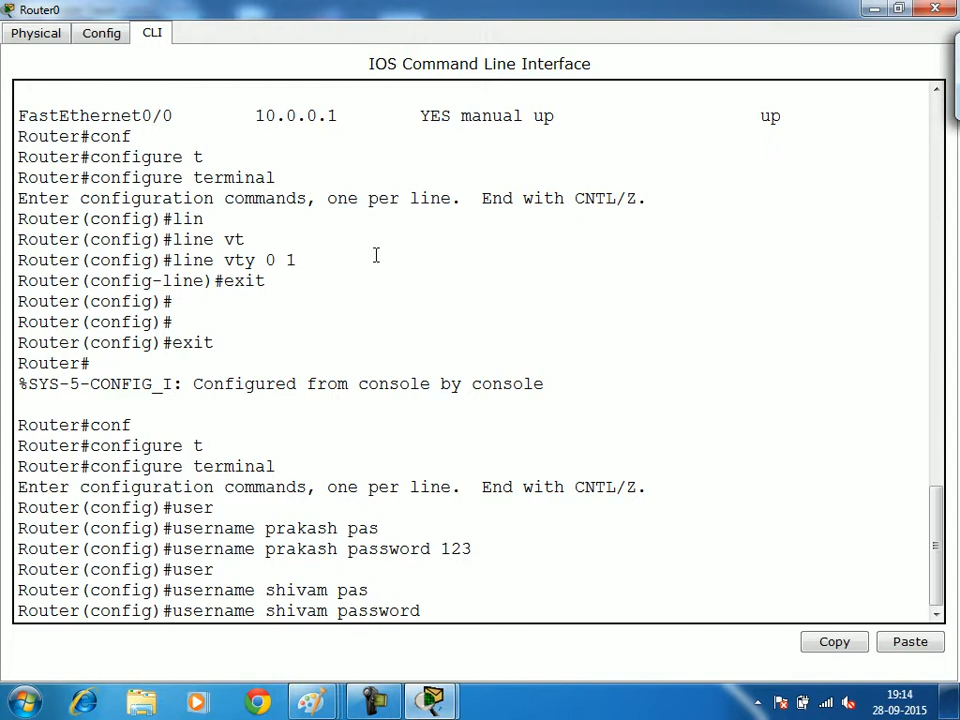 Router0
Physical Config CLI
IOS Command Line Interface
FastEthernet0/0 10.0.0.1 YES manual up up
Router#conf
Router#configure t
Router#configure terminal
Enter configuration commands, one per line. End with CNTL/Z.
Router(config)#lin
Router(config)#line vt
Router(config)#line vty 0 1
Router(config-line)#exit
Router(config)#
Router(config)#
Router(config)#exit
Router#
%SYS-5-CONFIG_I: Configured from console by console
Router#conf
Router#configure t
Router#configure terminal
Enter configuration commands, one per line. End with CNTL/Z.
Router(config)#user
Router(config)#username prakash pas
Router(config)#username prakash password 123
Router(config)#user
Router(config)#username shivam pas
Router(config)#username shivam password
Copy Paste
19:14
28-09-2015